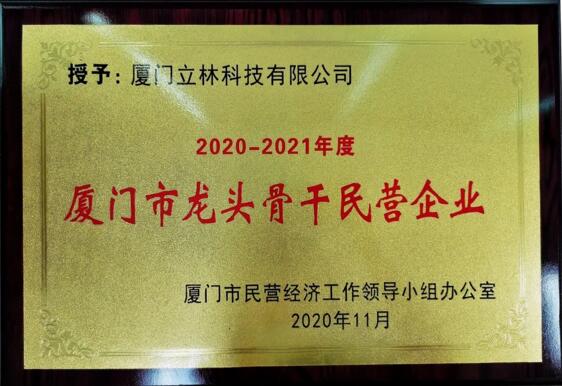 授予：厦门立林科技有限公司
2020-2021年度
厦门市龙头骨干民营企业
厦门市民营经济工作领导小组办公室
2020年11月